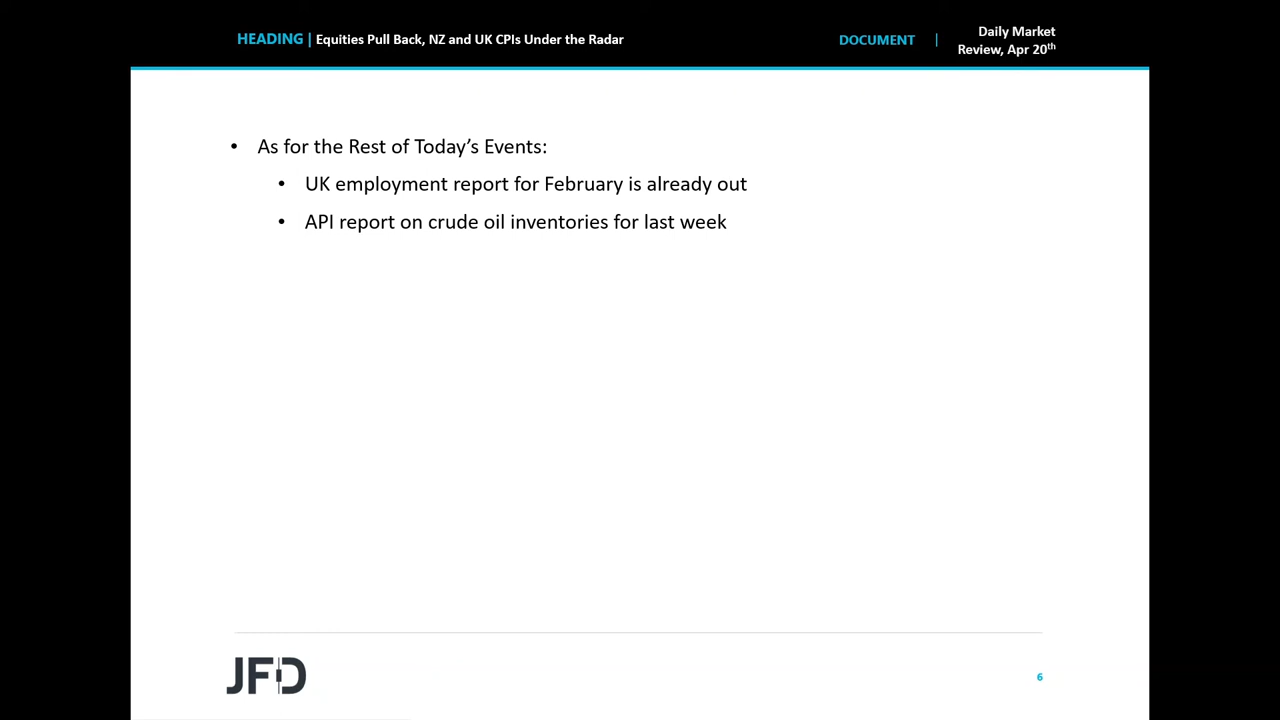 HEADING | Equities Pull Back, NZ and UK CPIs Under the Radar
DOCUMENT |
Daily Market
Review, Apr 20th
• As for the Rest of Today’s Events:
• UK employment report for February is already out
• API report on crude oil inventories for last week
JFD
6